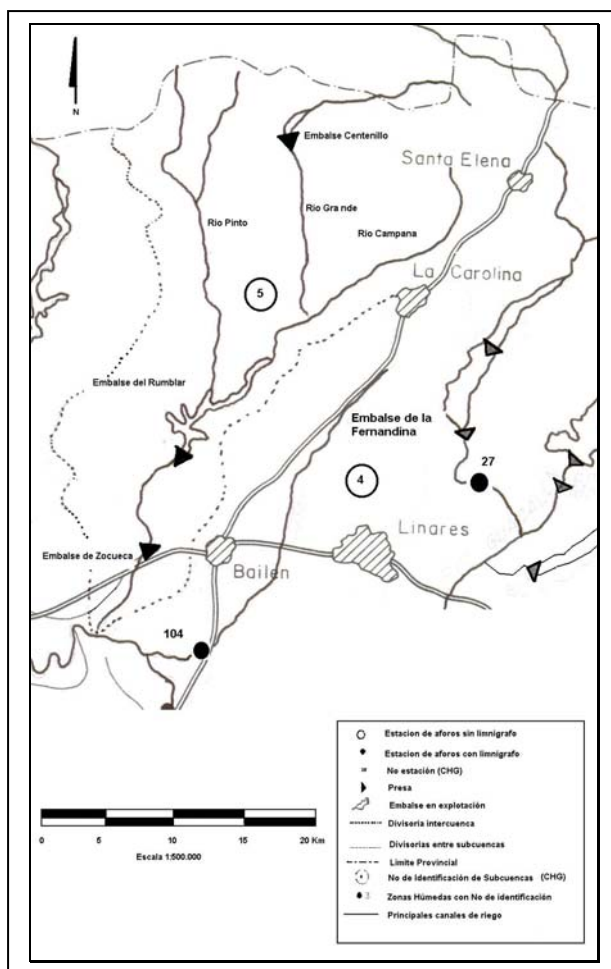 N
Embalse Centenillo
Santa Elena
Rio Pinto
Rio Grande
Rio Campana
La Carolina
5
Embalse del Rumblar
Embalse de la
Fernandina
27
4
Linares
Embalse de Zocueca
Bailén
104
Estacion de aforos sin limnigrafo
Estacion de aforos con limnigrafo
No estación (CHG)
Presa
Embalse en explotación
Divisoria intercuenca
Divisorias entre subcuencas
Limite Provincial
No de Identificación de Subcuencas (CHG)
Zonas Húmedas con No de identificación
Principales canales de riego
0 5 10 15 20 Km
Escala 1:500.000